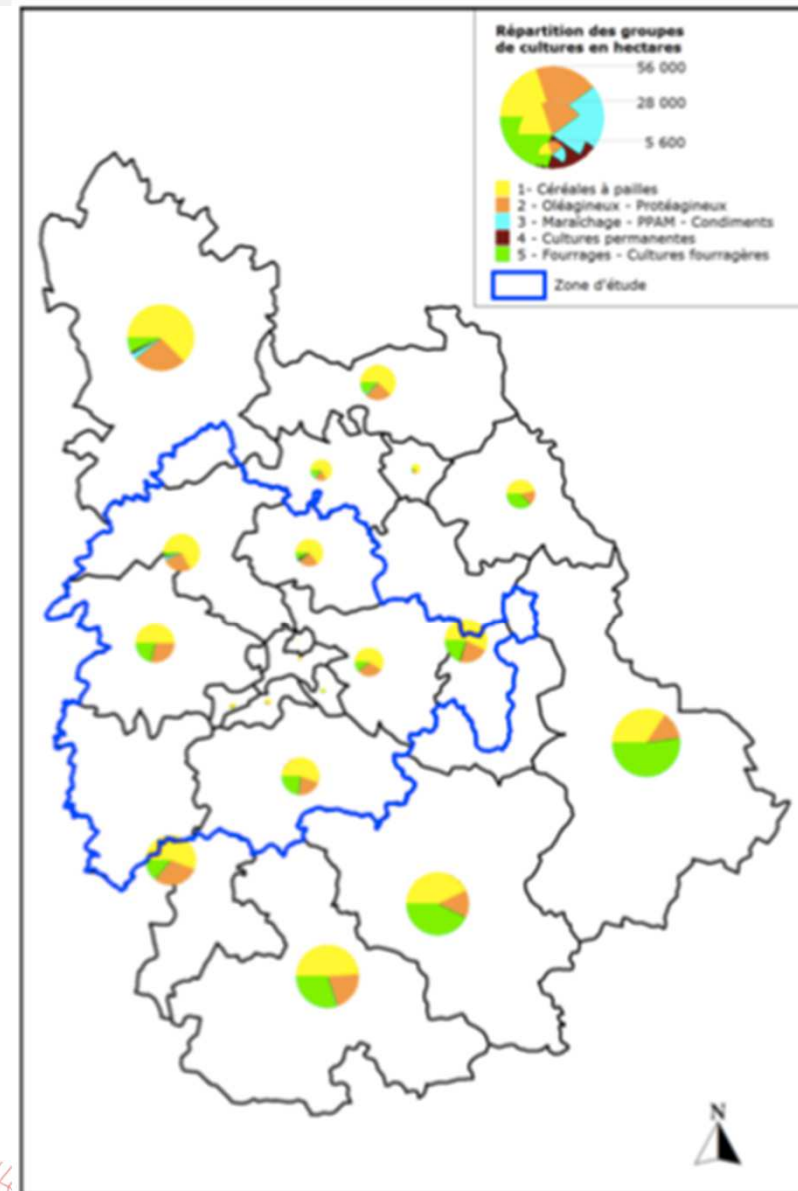 Répartition des groupes
de cultures en hectares
56 000
28 000
5 600
1- Céréales à pailles
2 - Oléagineux - Protéagineux
3 - Maraîchage - PPAM - Condiments
4 - Cultures permanentes
5 - Fourrages - Cultures fourragères
Zone d'étude
N